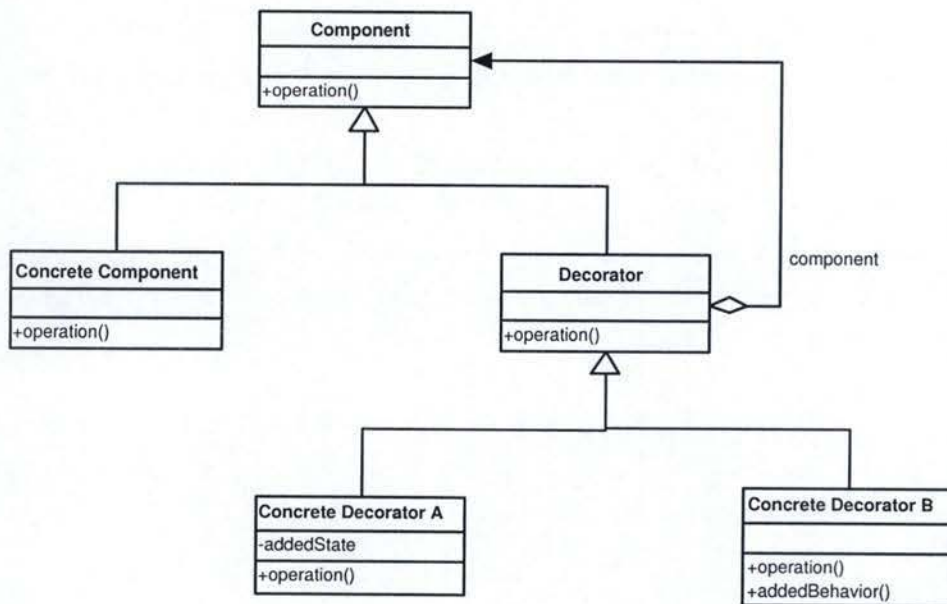 Component
+operation()
component
Concrete Component
+operation()
Decorator
+operation()
Concrete Decorator A
-addedState
+operation()
Concrete Decorator B
+operation()
+addedBehavior()